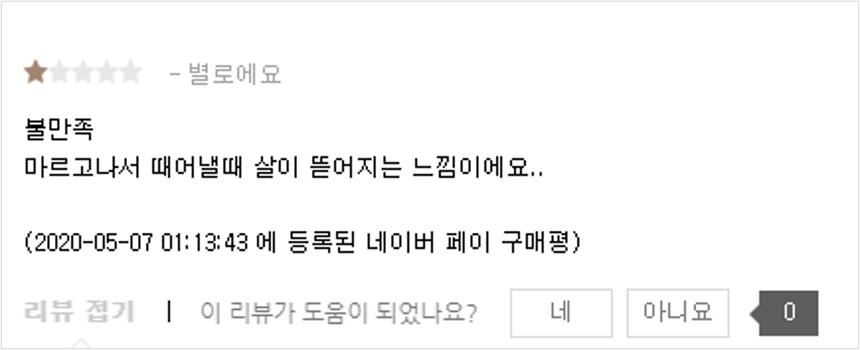 - 별로에요
불만족
마르고나서 때어낼때 살이 뜯어지는 느낌이에요..
(2020-05-07 01:13:43 에 등록된 네이버 페이 구매평)
리뷰 접기 | 이 리뷰가 도움이 되었나요? 네 아니요 0